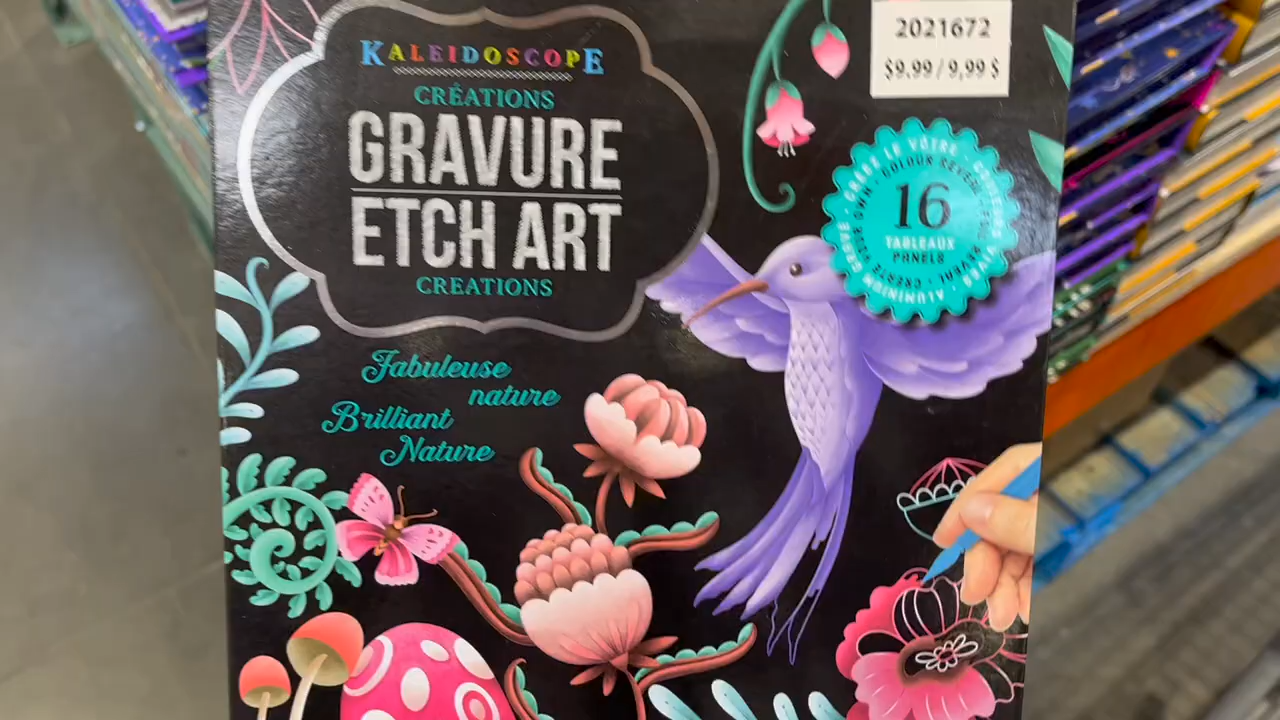 KALEIDOSCOPE
CRÉATIONS
GRAVURE
ETCH ART
CREATIONS
2021672
$9.99 / 9,99 $
16
TABLEAUX
PANELS
Fabuleuse
nature
Brilliant
Nature